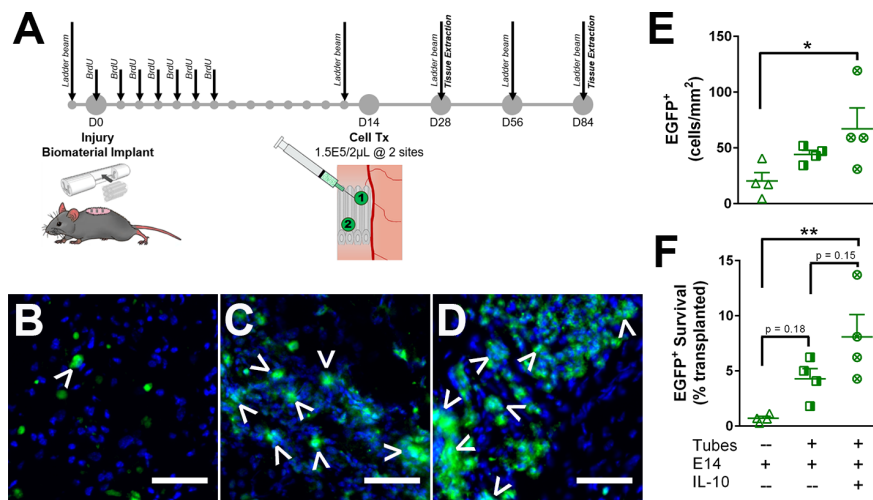 A
Ladder beam
BrdU
BrdU
BrdU
BrdU
BrdU
BrdU
BrdU
Ladder beam
Ladder beam
Tissue Extraction
Ladder beam
Ladder beam
Tissue Extraction
D0
D14
D28
D56
D84
Injury
Biomaterial Implant
Cell Tx
1.5E5/2µL @ 2 sites
1
2
B
C
D
E
EGFP+
(cells/mm²)
150
100
50
0
*
F
EGFP+ Survival
(% transplanted)
20
15
10
5
0
**
p = 0.15
p = 0.18
Tubes -- + +
E14 + + +
IL-10 -- -- +